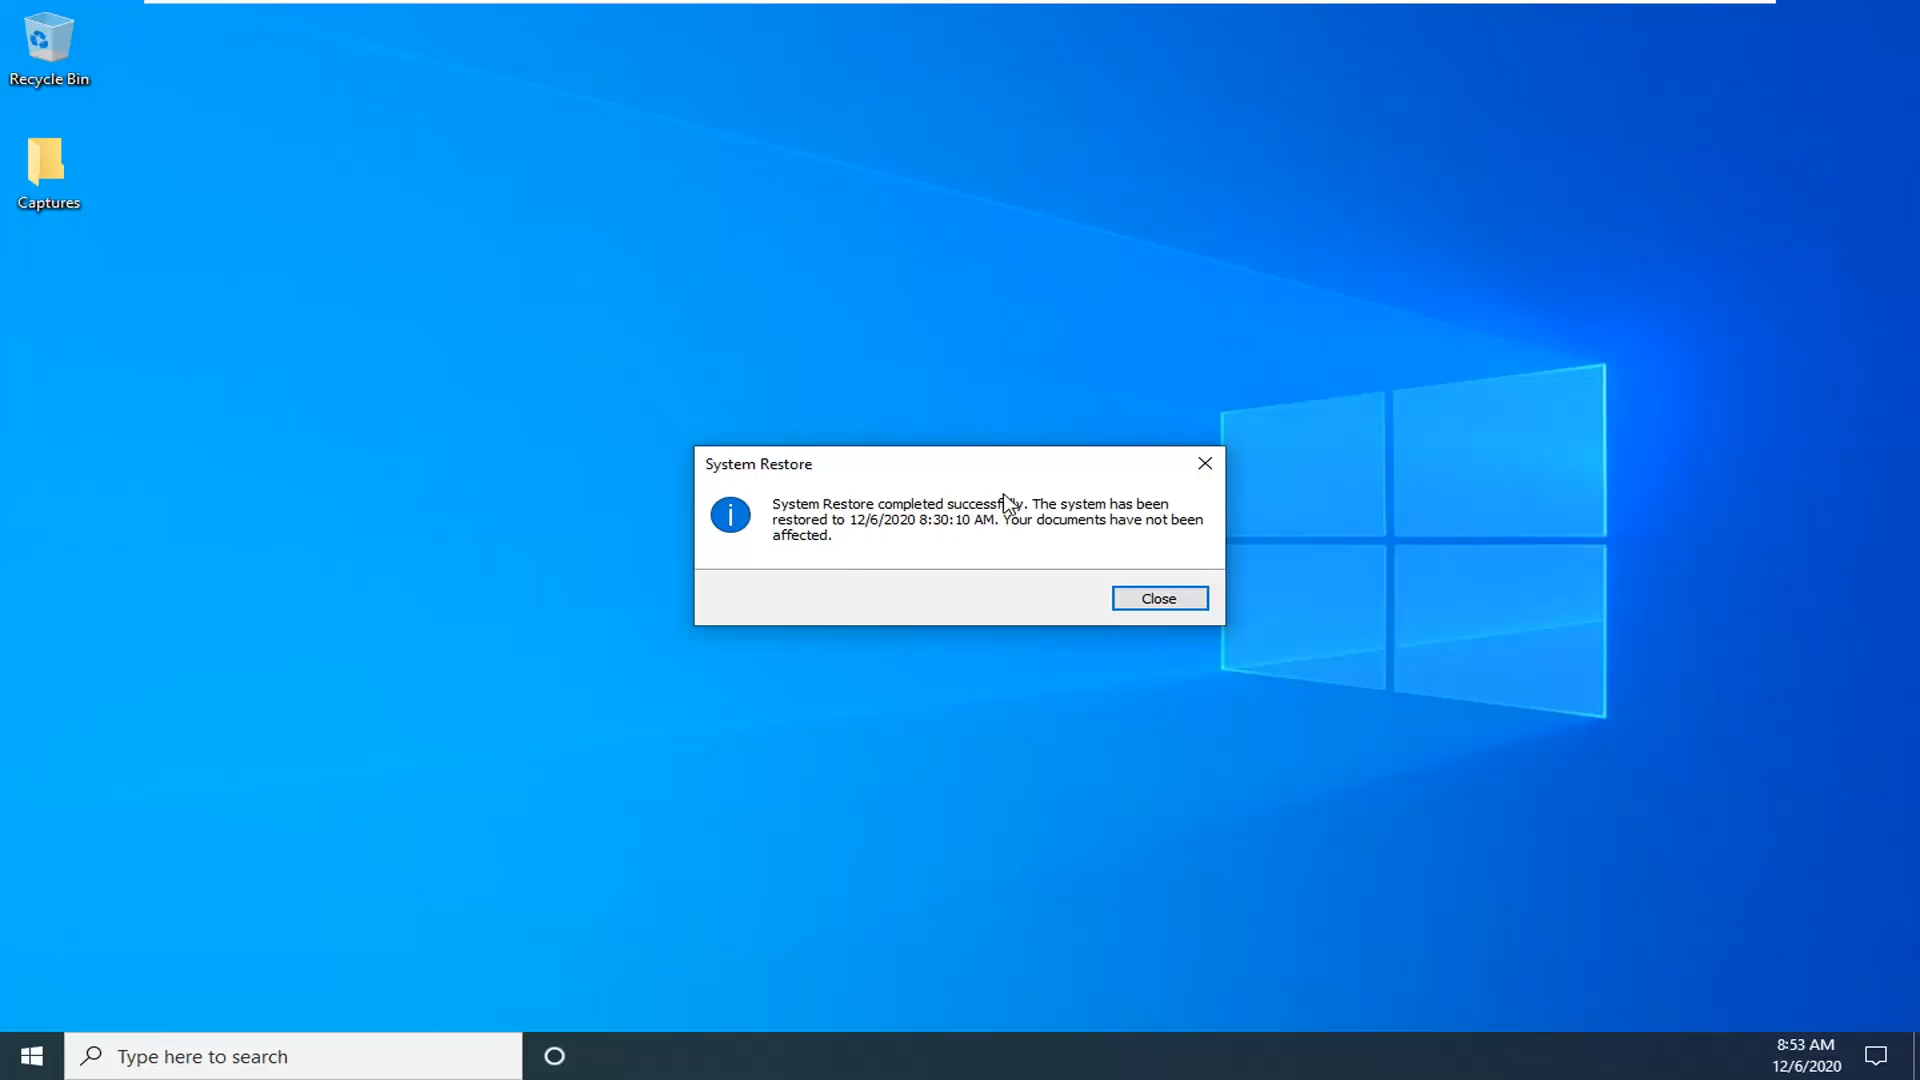 Recycle Bin
Captures
System Restore
System Restore completed successfully. The system has been
restored to 12/6/2020 8:30:10 AM. Your documents have not been
affected.
Close
Type here to search
8:53 AM
12/6/2020